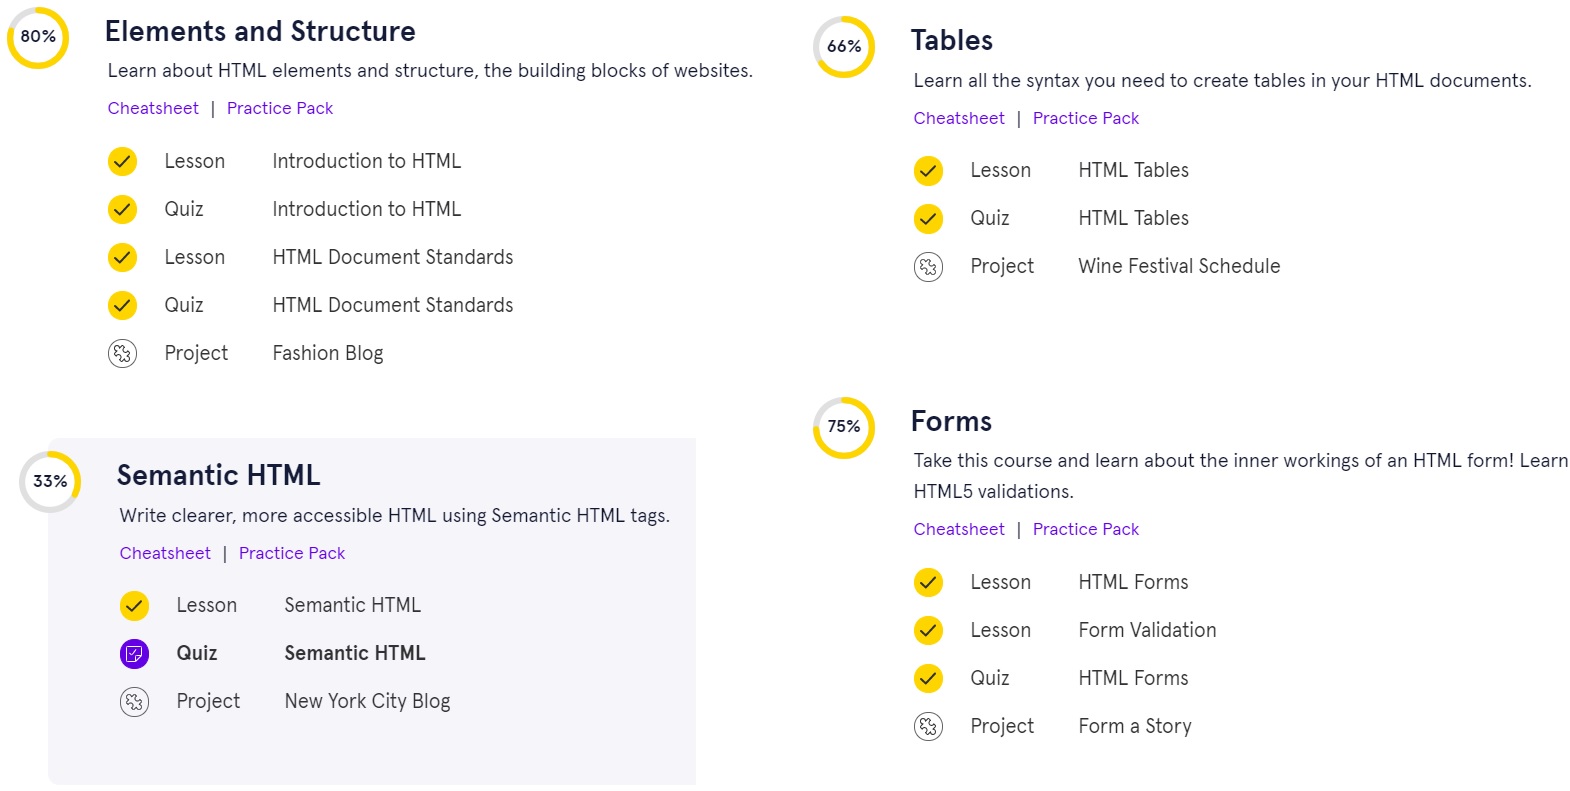 80%
Elements and Structure
Learn about HTML elements and structure, the building blocks of websites.
Cheatsheet | Practice Pack
Lesson Introduction to HTML
Quiz Introduction to HTML
Lesson HTML Document Standards
Quiz HTML Document Standards
Project Fashion Blog
66%
Tables
Learn all the syntax you need to create tables in your HTML documents.
Cheatsheet | Practice Pack
Lesson HTML Tables
Quiz HTML Tables
Project Wine Festival Schedule
33%
Semantic HTML
Write clearer, more accessible HTML using Semantic HTML tags.
Cheatsheet | Practice Pack
Lesson Semantic HTML
Quiz Semantic HTML
Project New York City Blog
75%
Forms
Take this course and learn about the inner workings of an HTML form! Learn
HTML5 validations.
Cheatsheet | Practice Pack
Lesson HTML Forms
Lesson Form Validation
Quiz HTML Forms
Project Form a Story